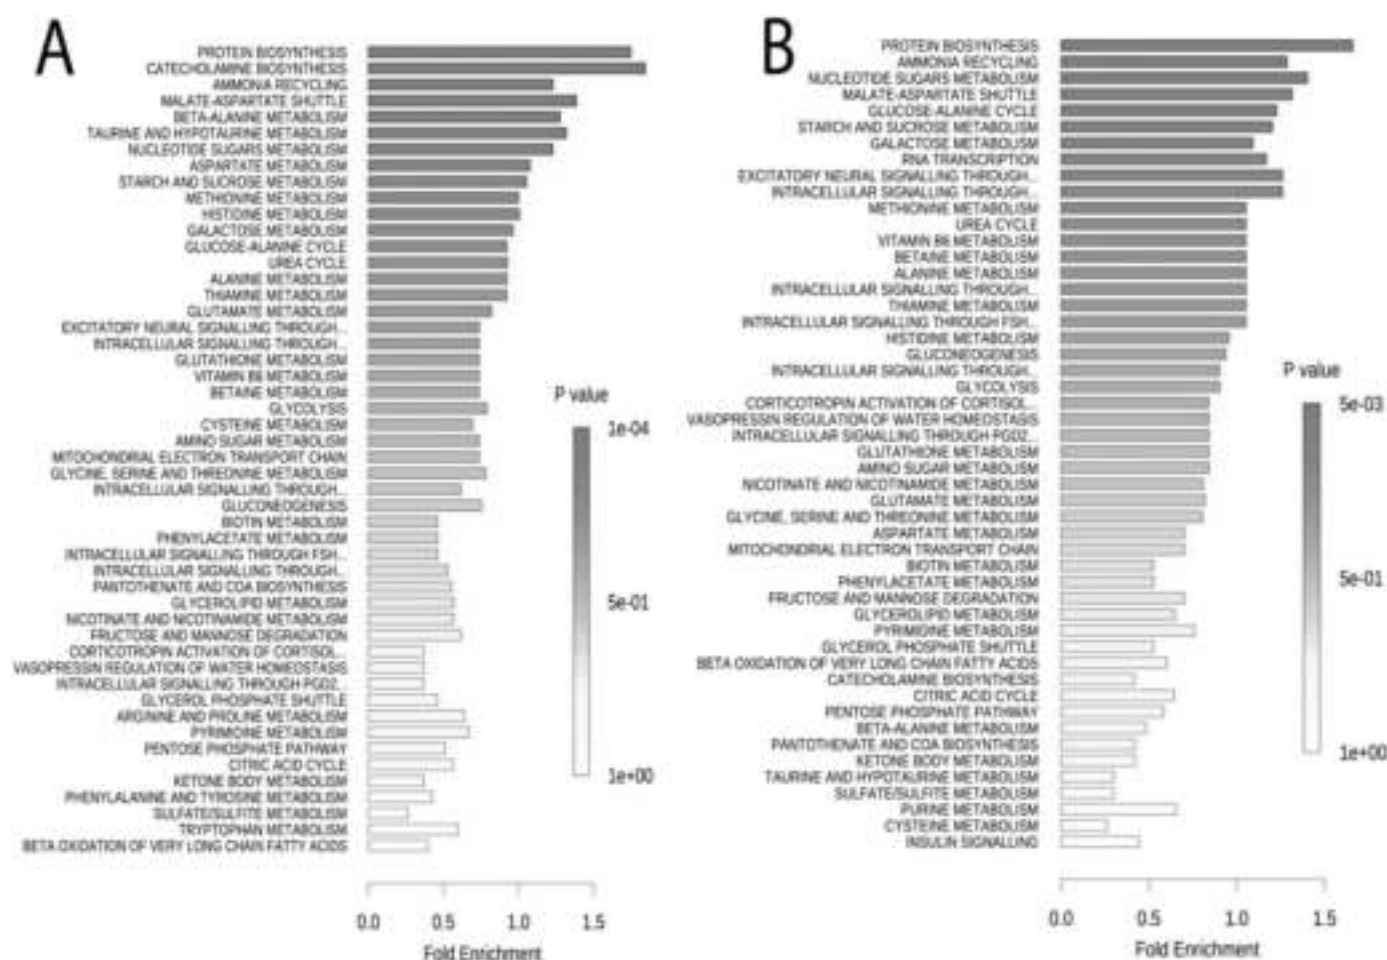 A
PROTEIN BIOSYNTHESIS
CATECHOLAMINE BIOSYNTHESIS
AMMONIA RECYCLING
MALATE-ASPARTATE SHUTTLE
BETA-ALANINE METABOLISM
TAURINE AND HYPOTAURINE METABOLISM
NUCLEOTIDE SUGARS METABOLISM
ASPARTATE METABOLISM
STARCH AND SUCROSE METABOLISM
METHIONINE METABOLISM
HISTIDINE METABOLISM
GALACTOSE METABOLISM
GLUCOSE-ALANINE CYCLE
UREA CYCLE
ALANINE METABOLISM
THIAMINE METABOLISM
GLUTAMATE METABOLISM
EXCITATORY NEURAL SIGNALLING THROUGH...
INTRACELLULAR SIGNALLING THROUGH...
GLUTATHIONE METABOLISM
VITAMIN B6 METABOLISM
BETAINE METABOLISM
GLYCOLYSIS
CYSTEINE METABOLISM
AMINO SUGAR METABOLISM
MITOCHONDRIAL ELECTRON TRANSPORT CHAIN
GLYCINE, SERINE AND THREONINE METABOLISM
INTRACELLULAR SIGNALLING THROUGH...
GLUCONEOGENESIS
BIOTIN METABOLISM
PHENYLACETATE METABOLISM
INTRACELLULAR SIGNALLING THROUGH FSH...
INTRACELLULAR SIGNALLING THROUGH...
PANTOTHENATE AND COA BIOSYNTHESIS
GLYCEROLIPID METABOLISM
NICOTINATE AND NICOTINAMIDE METABOLISM
FRUCTOSE AND MANNOSE DEGRADATION
CORTICOTROPIN ACTIVATION OF CORTISOL...
VASOPRESSIN REGULATION OF WATER HOMEOSTASIS
INTRACELLULAR SIGNALLING THROUGH PGD2...
GLYCEROL PHOSPHATE SHUTTLE
ARGININE AND PROLINE METABOLISM
PYRIMIDINE METABOLISM
PENTOSE PHOSPHATE PATHWAY
CITRIC ACID CYCLE
KETONE BODY METABOLISM
PHENYLALANINE AND TYROSINE METABOLISM
SULFATE/SULFITE METABOLISM
TRYPTOPHAN METABOLISM
BETA OXIDATION OF VERY LONG CHAIN FATTY ACIDS
0.0 0.5 1.0 1.5
Fold Enrichment
P value
1e-04
5e-01
1e+00
B
PROTEIN BIOSYNTHESIS
AMMONIA RECYCLING
NUCLEOTIDE SUGARS METABOLISM
MALATE-ASPARTATE SHUTTLE
GLUCOSE-ALANINE CYCLE
STARCH AND SUCROSE METABOLISM
GALACTOSE METABOLISM
RNA TRANSCRIPTION
EXCITATORY NEURAL SIGNALLING THROUGH...
INTRACELLULAR SIGNALLING THROUGH...
METHIONINE METABOLISM
UREA CYCLE
VITAMIN B6 METABOLISM
BETAINE METABOLISM
ALANINE METABOLISM
INTRACELLULAR SIGNALLING THROUGH...
THIAMINE METABOLISM
INTRACELLULAR SIGNALLING THROUGH FSH...
HISTIDINE METABOLISM
GLUCONEOGENESIS
INTRACELLULAR SIGNALLING THROUGH...
GLYCOLYSIS
CORTICOTROPIN ACTIVATION OF CORTISOL...
VASOPRESSIN REGULATION OF WATER HOMEOSTASIS
INTRACELLULAR SIGNALLING THROUGH PGD2...
GLUTATHIONE METABOLISM
AMINO SUGAR METABOLISM
NICOTINATE AND NICOTINAMIDE METABOLISM
GLUTAMATE METABOLISM
GLYCINE, SERINE AND THREONINE METABOLISM
ASPARTATE METABOLISM
MITOCHONDRIAL ELECTRON TRANSPORT CHAIN
BIOTIN METABOLISM
PHENYLACETATE METABOLISM
FRUCTOSE AND MANNOSE DEGRADATION
GLYCEROLIPID METABOLISM
PYRIMIDINE METABOLISM
GLYCEROL PHOSPHATE SHUTTLE
BETA OXIDATION OF VERY LONG CHAIN FATTY ACIDS
CATECHOLAMINE BIOSYNTHESIS
CITRIC ACID CYCLE
PENTOSE PHOSPHATE PATHWAY
BETA-ALANINE METABOLISM
PANTOTHENATE AND COA BIOSYNTHESIS
KETONE BODY METABOLISM
TAURINE AND HYPOTAURINE METABOLISM
SULFATE/SULFITE METABOLISM
PURINE METABOLISM
CYSTEINE METABOLISM
INSULIN SIGNALLING
0.0 0.5 1.0 1.5
Fold Enrichment
P value
5e-03
5e-01
1e+00